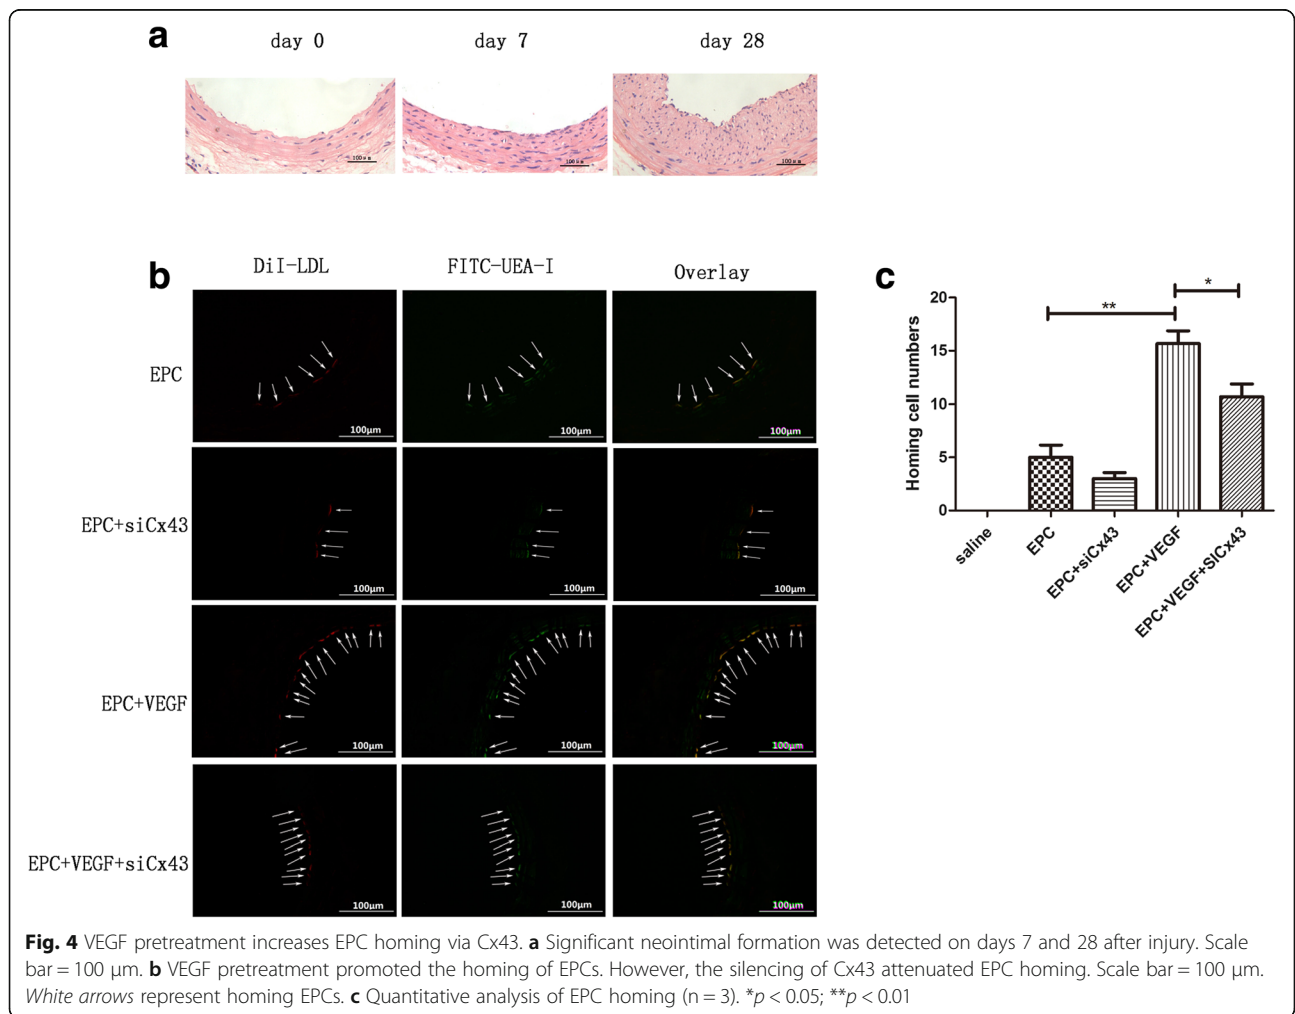 a
day 0
day 7
day 28
100μm
100μm
100μm
b
DiI-LDL
FITC-UEA-I
Overlay
EPC
100μm
100μm
100μm
EPC+siCx43
100μm
100μm
100μm
EPC+VEGF
100μm
100μm
100μm
EPC+VEGF+siCx43
100μm
100μm
100μm
c
Homing cell numbers
20
15
10
5
0
**
*
saline
EPC
EPC+siCx43
EPC+VEGF
EPC+VEGF+SICx43
Fig. 4 VEGF pretreatment increases EPC homing via Cx43. a Significant neointimal formation was detected on days 7 and 28 after injury. Scale
bar = 100 μm. b VEGF pretreatment promoted the homing of EPCs. However, the silencing of Cx43 attenuated EPC homing. Scale bar = 100 μm.
White arrows represent homing EPCs. c Quantitative analysis of EPC homing (n = 3). *p < 0.05; **p < 0.01